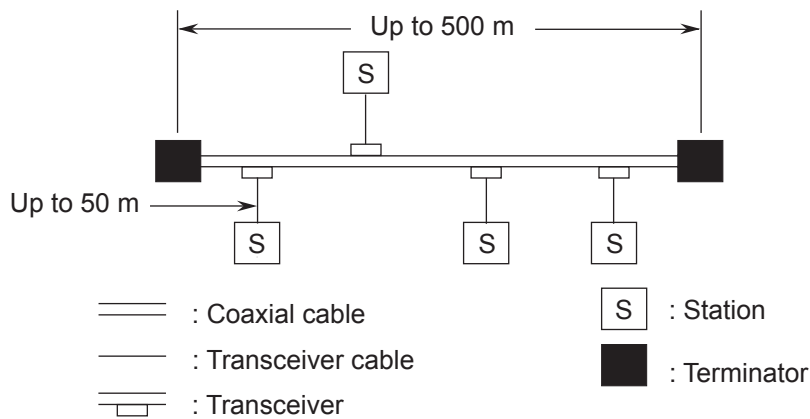 Up to 500 m
S
Up to 50 m
S
S
S
: Coaxial cable
S : Station
: Transceiver cable
: Terminator
: Transceiver